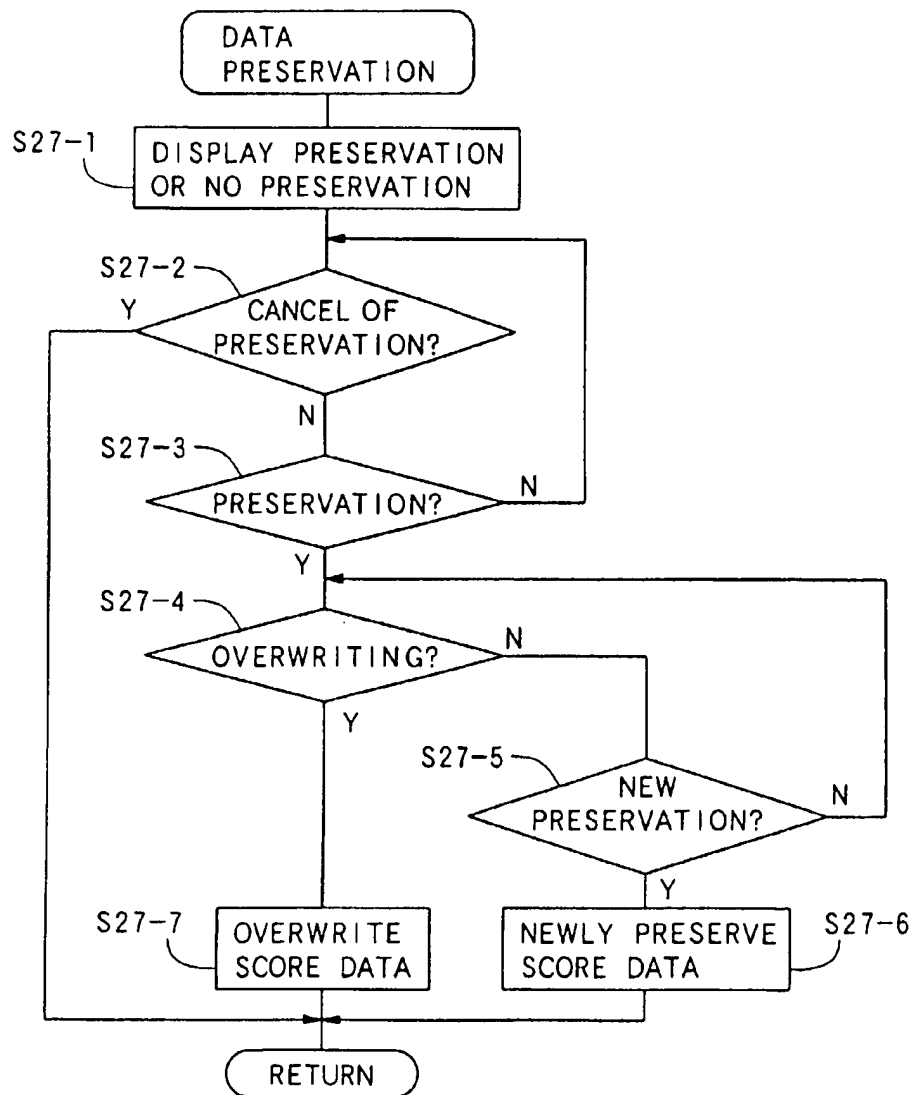 DATA
PRESERVATION
S27-1
DISPLAY PRESERVATION
OR NO PRESERVATION
S27-2
Y
CANCEL OF
PRESERVATION?
N
S27-3
PRESERVATION?
N
Y
S27-4
OVERWRITING?
N
Y
S27-5
NEW
PRESERVATION?
N
Y
S27-7
OVERWRITE
SCORE DATA
NEWLY PRESERVE
SCORE DATA
S27-6
RETURN